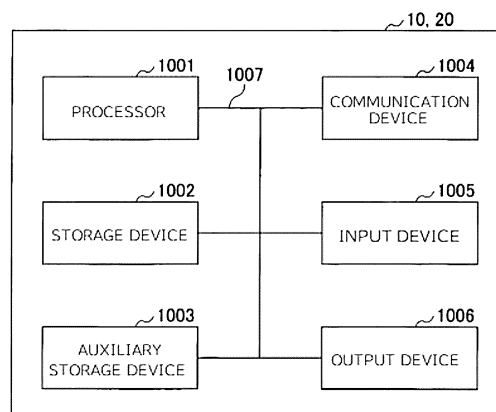 10, 20
1001
PROCESSOR
1007
1004
COMMUNICATION
DEVICE
1002
STORAGE DEVICE
1005
INPUT DEVICE
1003
AUXILIARY
STORAGE DEVICE
1006
OUTPUT DEVICE